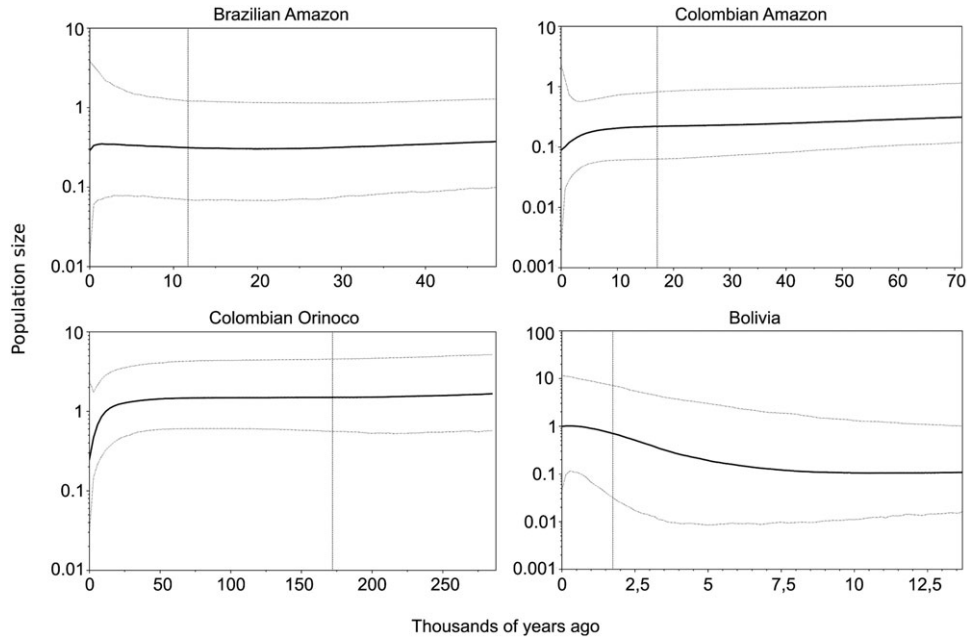 Brazilian Amazon
10
1
0.1
0.01
0 10 20 30 40
Colombian Amazon
10
1
0.1
0.01
0.001
0 10 20 30 40 50 60 70
Population size
Colombian Orinoco
10
1
0.1
0.01
0 50 100 150 200 250
Bolivia
100
10
1
0.1
0.01
0.001
0 2,5 5 7,5 10 12,5
Thousands of years ago